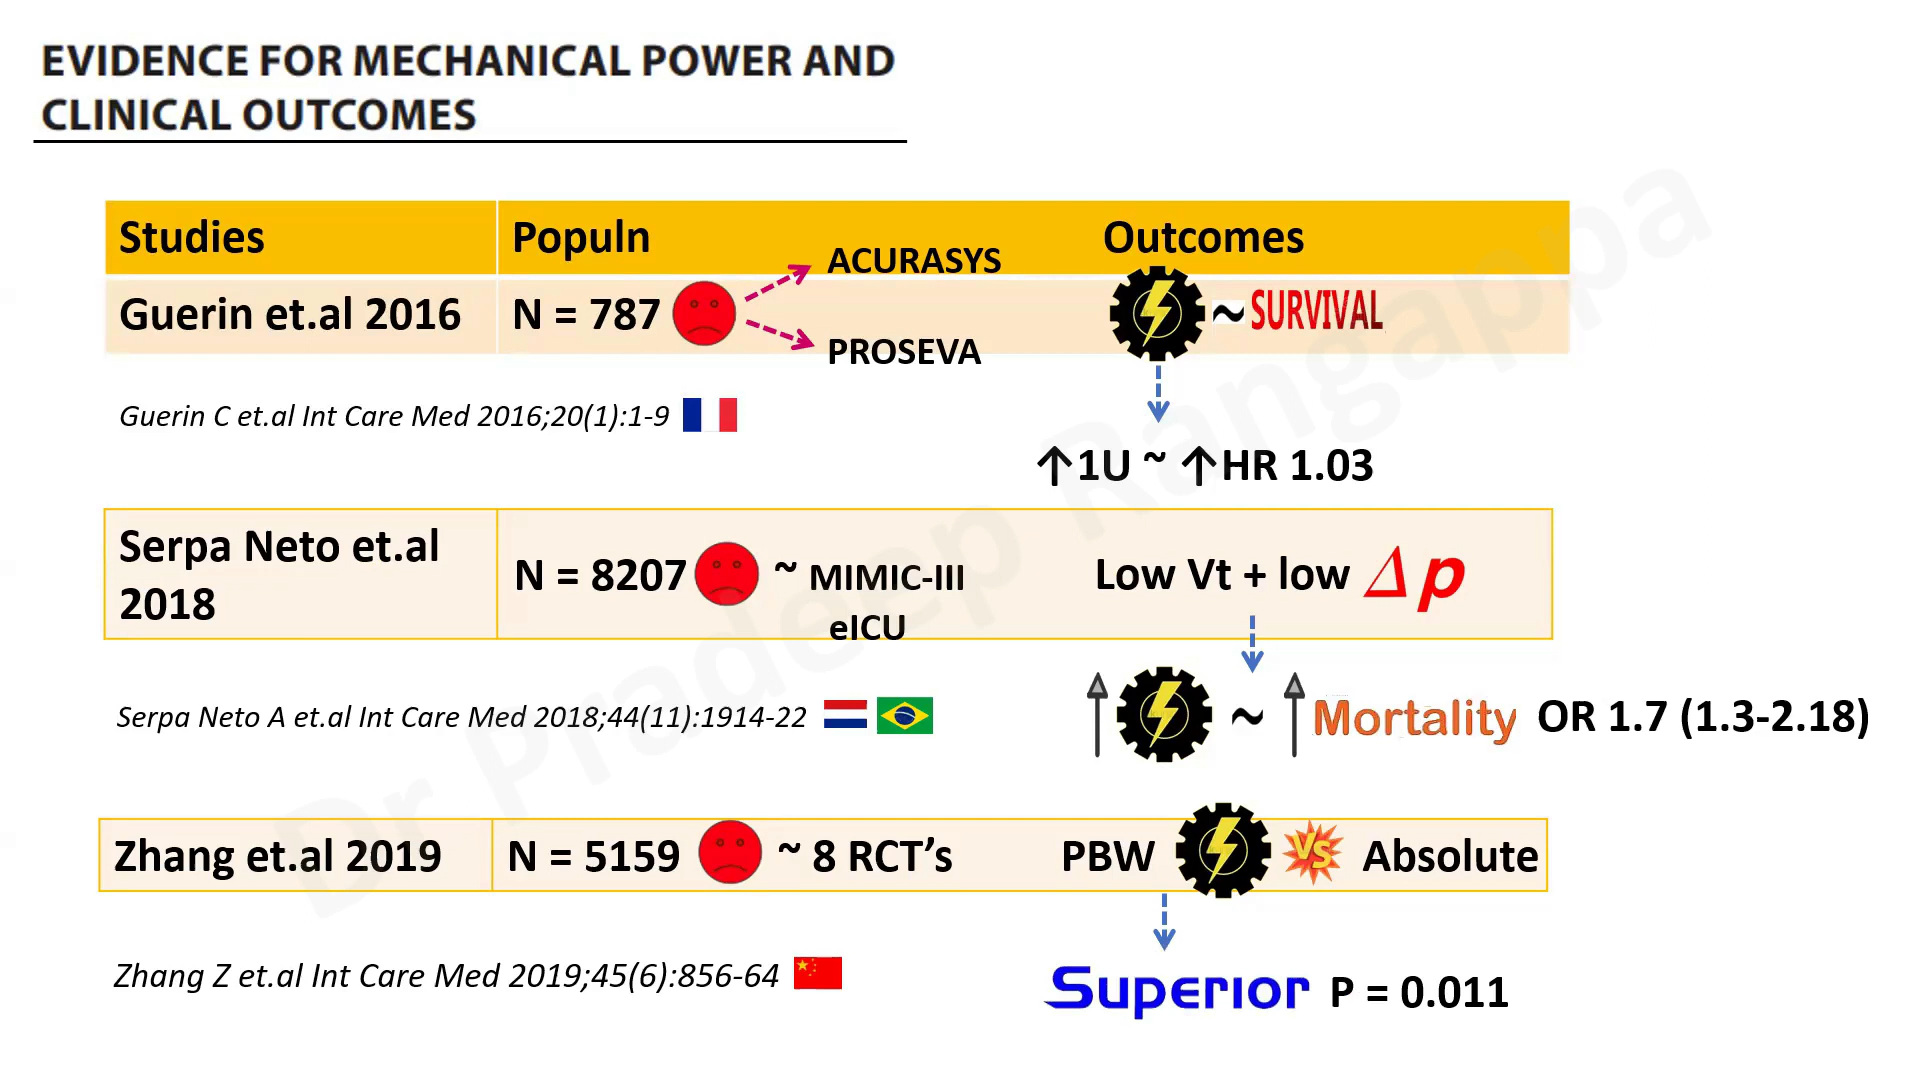 EVIDENCE FOR MECHANICAL POWER AND
CLINICAL OUTCOMES
Studies Populn Outcomes
ACURASYS
Guerin et.al 2016 N = 787 ~ SURVIVAL
PROSEVA
Guerin C et.al Int Care Med 2016;20(1):1-9
↑1U ~ ↑HR 1.03
Serpa Neto et.al
2018
N = 8207 ~ MIMIC-III
eICU
Low Vt + low Δp
Serpa Neto A et.al Int Care Med 2018;44(11):1914-22
~ Mortality OR 1.7 (1.3-2.18)
Zhang et.al 2019 N = 5159 ~ 8 RCT’s PBW VS Absolute
Zhang Z et.al Int Care Med 2019;45(6):856-64
Superior P = 0.011
Dr Pradeep Rangappa